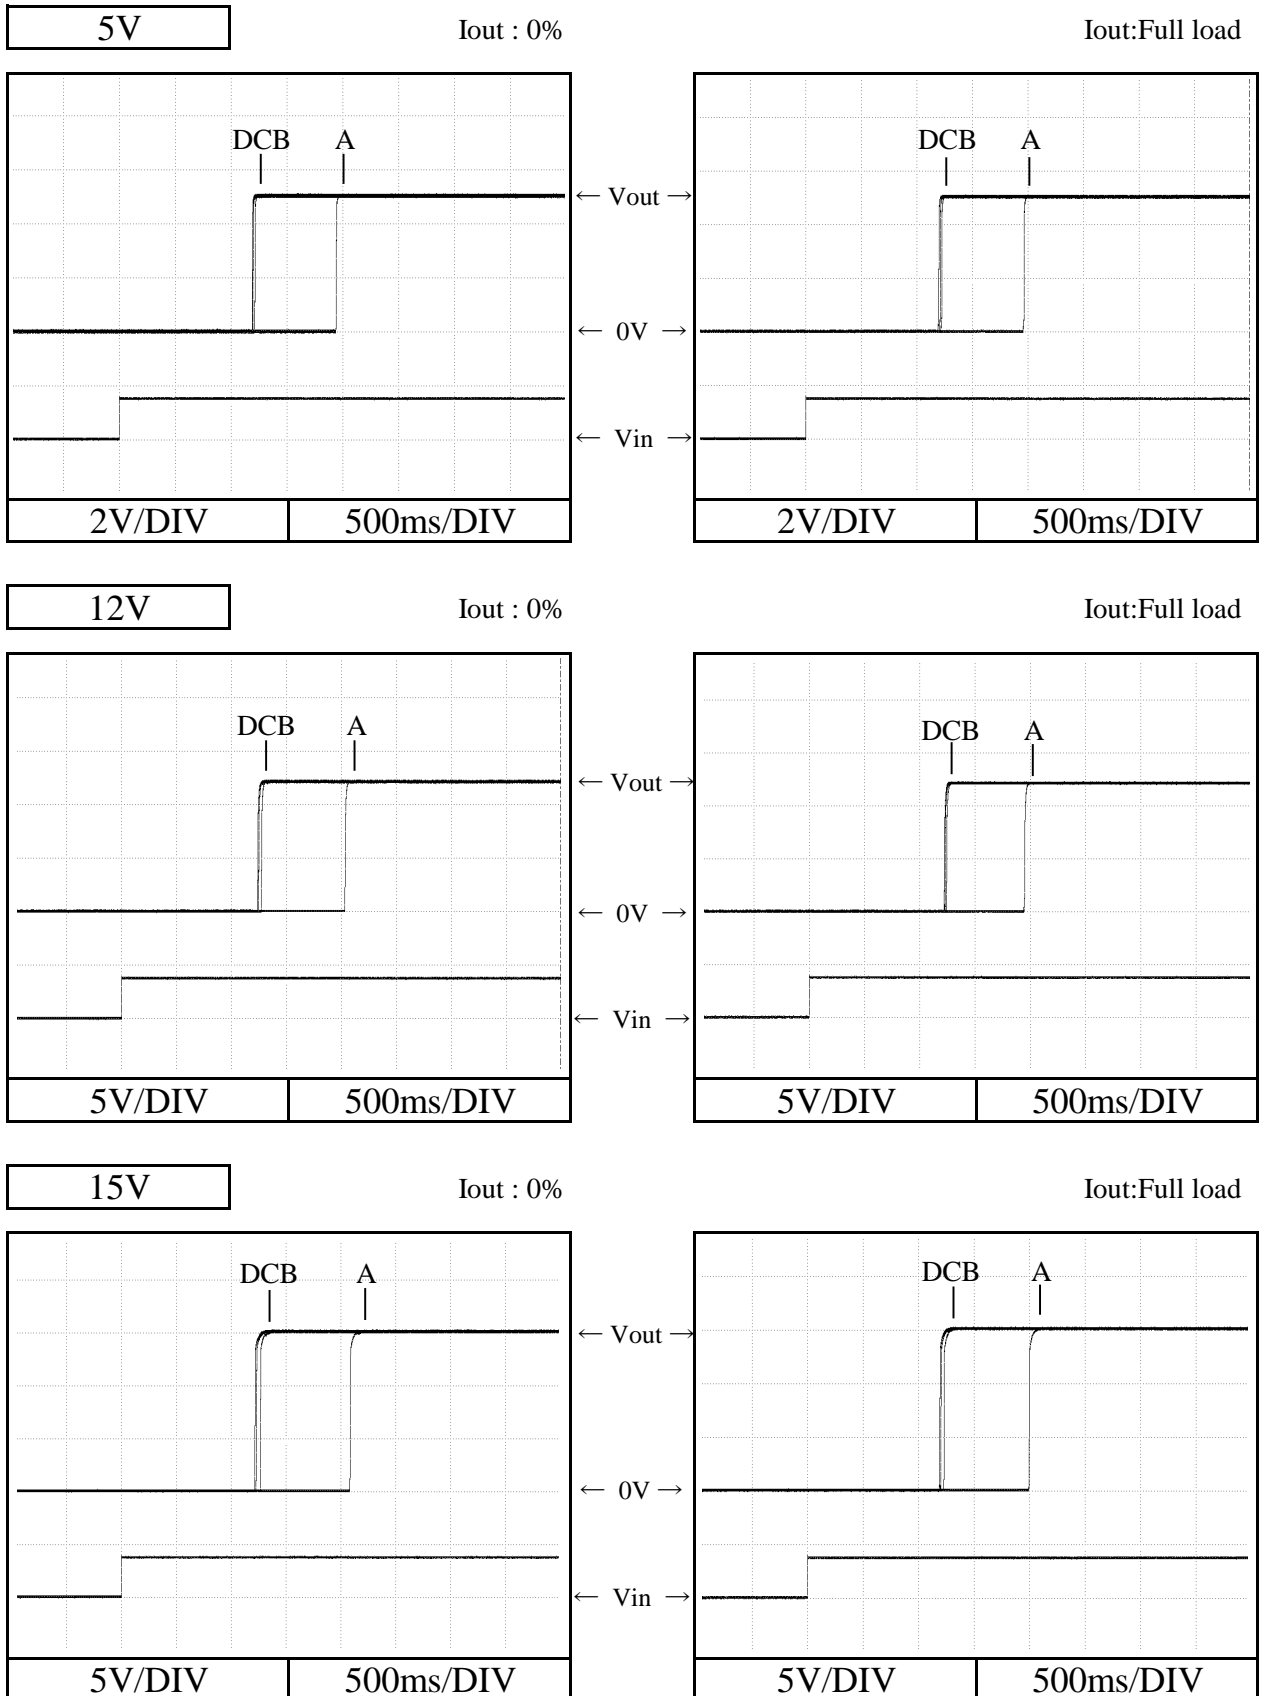 5V Iout : 0% Iout:Full load
DCB A DCB A
← Vout →
← 0V →
← Vin →
2V/DIV 500ms/DIV 2V/DIV 500ms/DIV
12V Iout : 0% Iout:Full load
DCB A DCB A
← Vout →
← 0V →
← Vin →
5V/DIV 500ms/DIV 5V/DIV 500ms/DIV
15V Iout : 0% Iout:Full load
DCB A DCB A
← Vout →
← 0V →
← Vin →
5V/DIV 500ms/DIV 5V/DIV 500ms/DIV